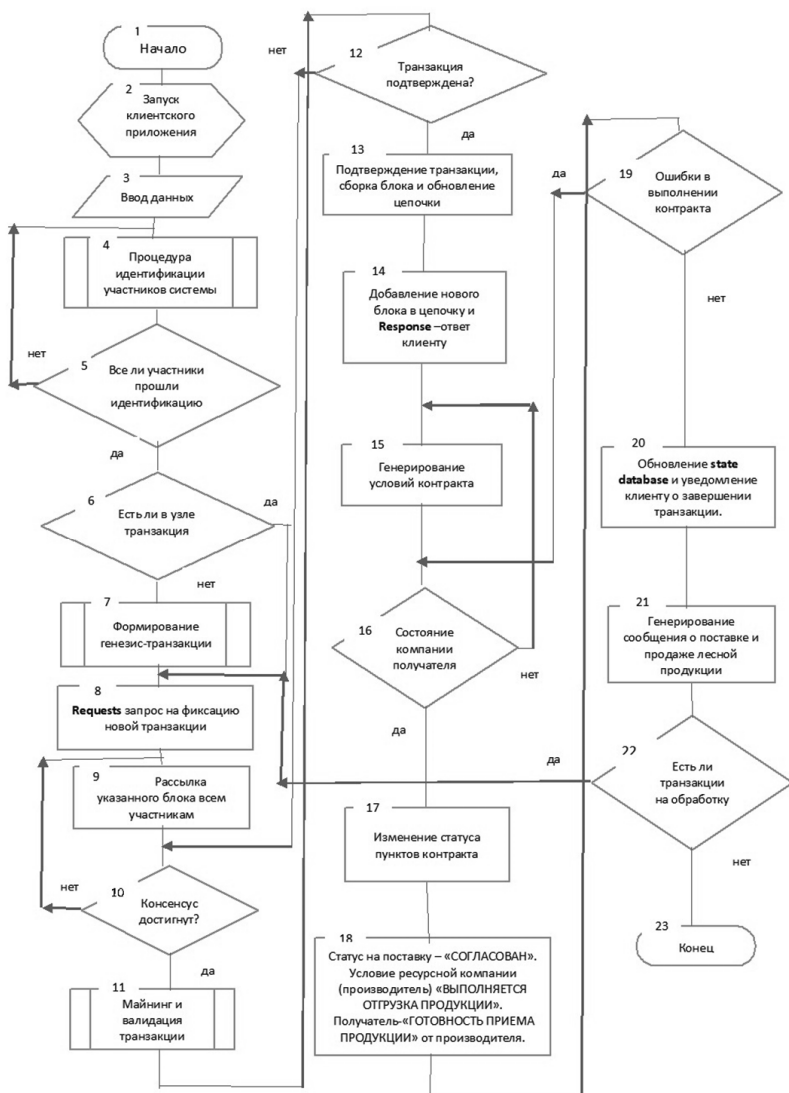 1
Начало
2
Запуск
клиентского
приложения
3
Ввод данных
4
Процедура
идентификации
участников системы
нет
5
Все ли участники
прошли
идентификацию
да
6
Есть ли в узле
транзакция
да
нет
7
Формирование
генезис-транзакции
8
Requests запрос на фиксацию
новой транзакции
9
Рассылка
указанного блока всем
участникам
нет
10
Консенсус
достигнут?
да
11
Майнинг и
валидация
транзакции
нет
12
Транзакция
подтверждена?
да
13
Подтверждение транзакции,
сборка блока и обновление
цепочки
14
Добавление нового
блока в цепочку и
Response –ответ
клиенту
15
Генерирование
условий контракта
16
Состояние
компании
получателя
нет
да
17
Изменение статуса
пунктов контракта
18
Статус на поставку – «СОГЛАСОВАН».
Условие ресурсной компании
(производитель) «ВЫПОЛНЯЕТСЯ
ОТГРУЗКА ПРОДУКЦИИ».
Получатель-«ГОТОВНОСТЬ ПРИЕМА
ПРОДУКЦИИ» от производителя.
да
19
Ошибки в
выполнении
контракта
нет
20
Обновление state
database и уведомление
клиенту о завершении
транзакции.
21
Генерирование
сообщения о поставке и
продаже лесной
продукции
да
22
Есть ли
транзакции
на обработку
нет
23
Конец